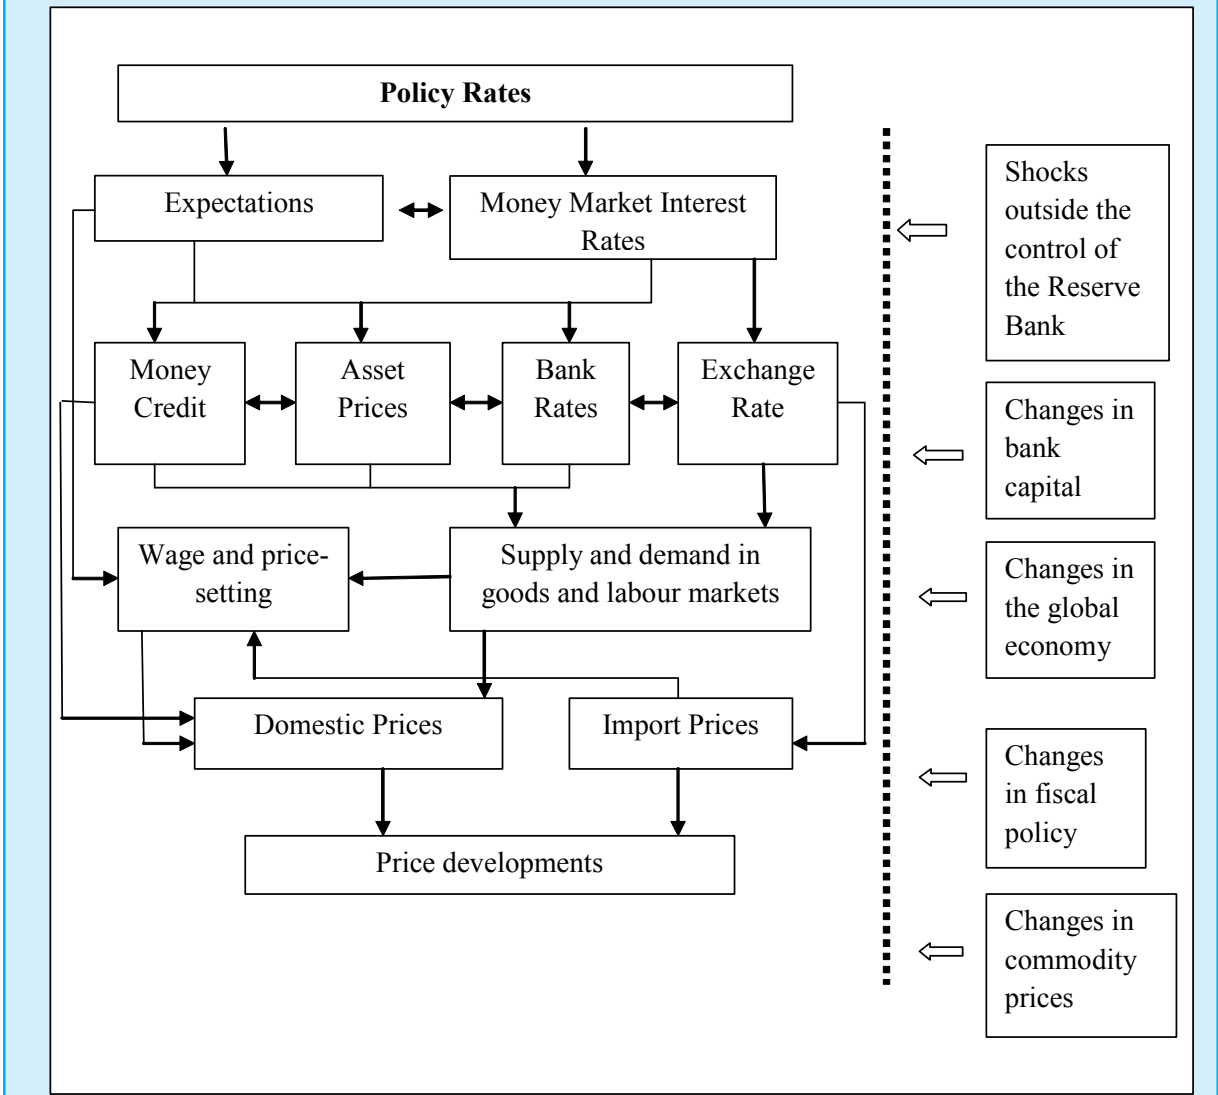 Policy Rates
Expectations
Money Market Interest
Rates
Money
Credit
Asset
Prices
Bank
Rates
Exchange
Rate
Wage and price-
setting
Supply and demand in
goods and labour markets
Domestic Prices
Import Prices
Price developments
Shocks
outside the
control of
the Reserve
Bank
Changes in
bank
capital
Changes in
the global
economy
Changes
in fiscal
policy
Changes in
commodity
prices